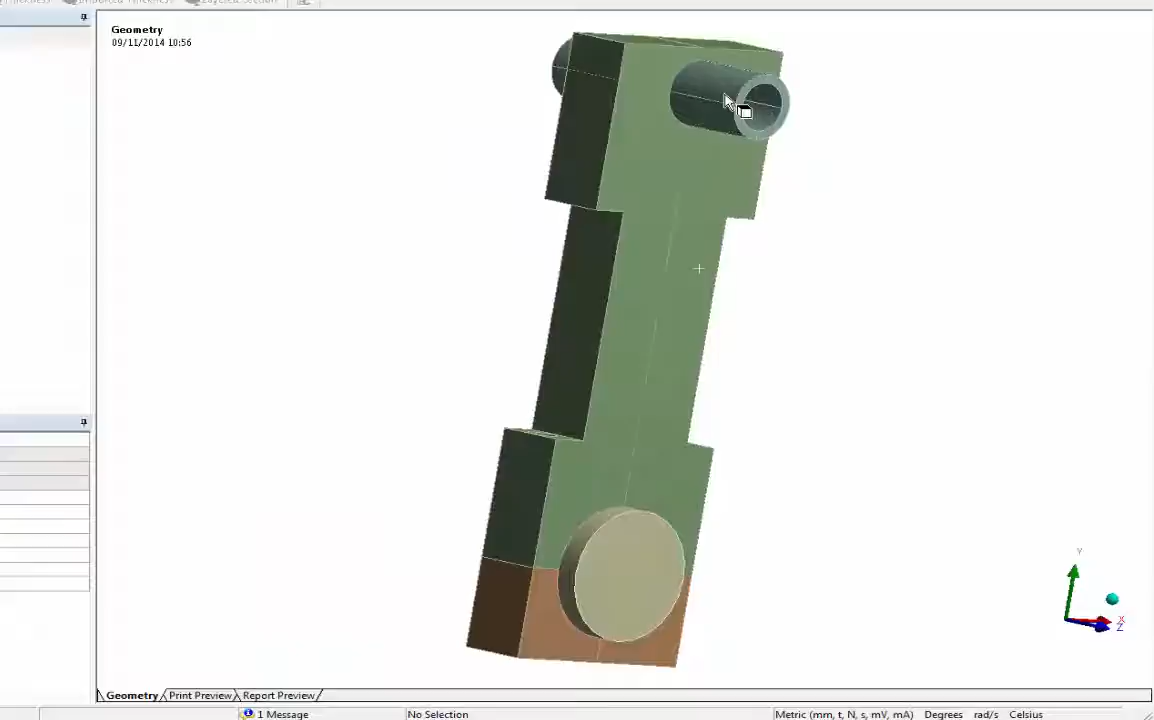 Geometry
09/11/2014 10:56
Y
X
Z
Geometry Print Preview Report Preview
1 Message No Selection Metric (mm, t, N, s, mV, mA) Degrees rad/s Celsius